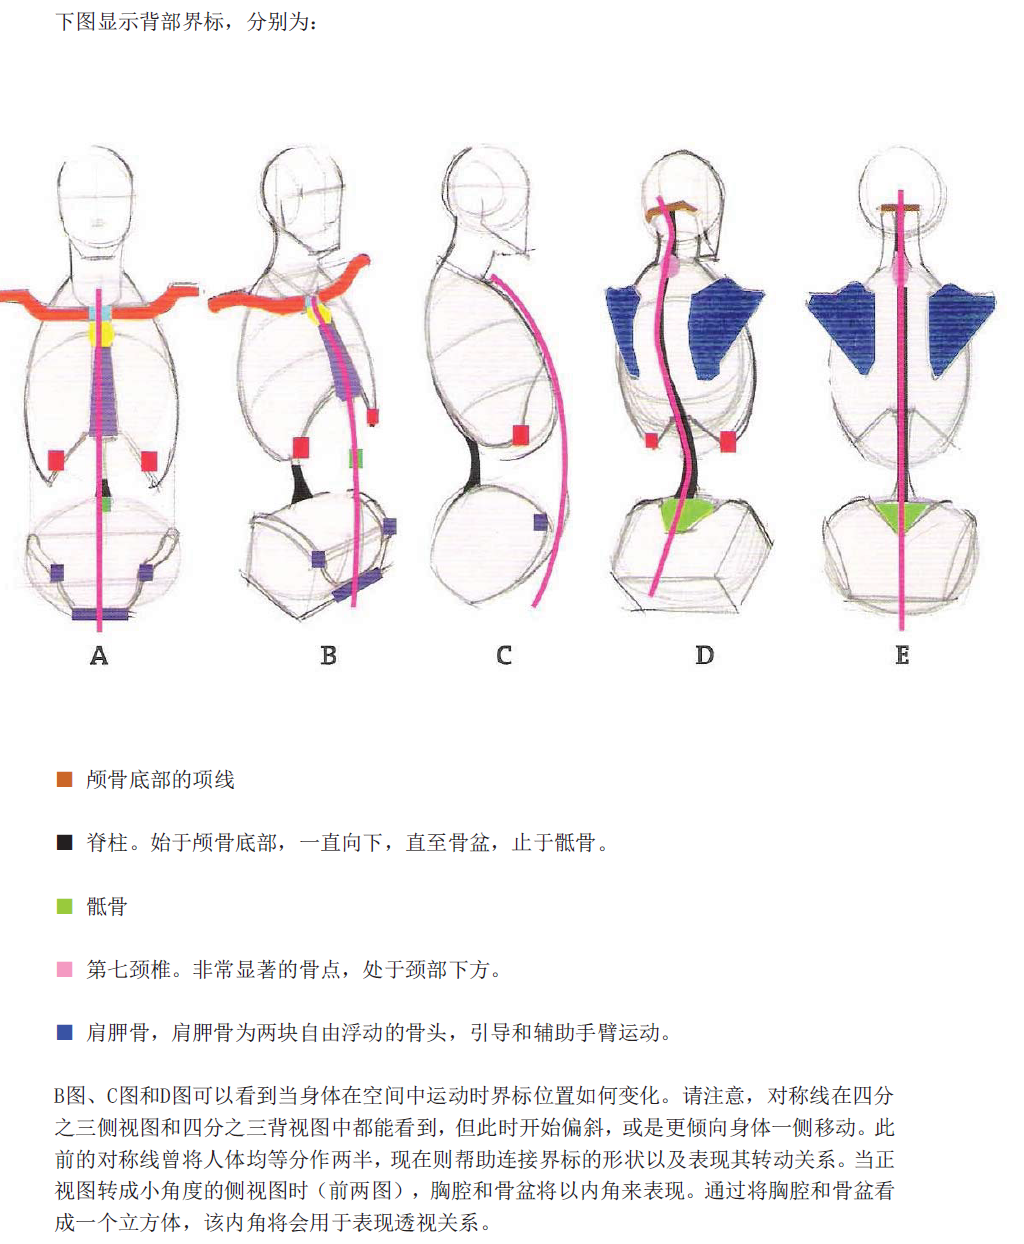 下图显示背部界标，分别为：
A B C D E
颅骨底部的项线
脊柱。始于颅骨底部，一直向下，直至骨盆，止于骶骨。
骶骨
第七颈椎。非常显著的骨点，处于颈部下方。
肩胛骨，肩胛骨为两块自由浮动的骨头，引导和辅助手臂运动。
B图、C图和D图可以看到当身体在空间中运动时界标位置如何变化。请注意，对称线在四分
之三侧视图和四分之三背视图中都能看到，但此时开始偏斜，或是更倾向身体一侧移动。此
前的对称线曾将人体均等分作两半，现在则帮助连接界标的形状以及表现其转动关系。当正
视图转成小角度的侧视图时（前两图），胸腔和骨盆将以内角来表现。通过将胸腔和骨盆看
成一个立方体，该内角将会用于表现透视关系。